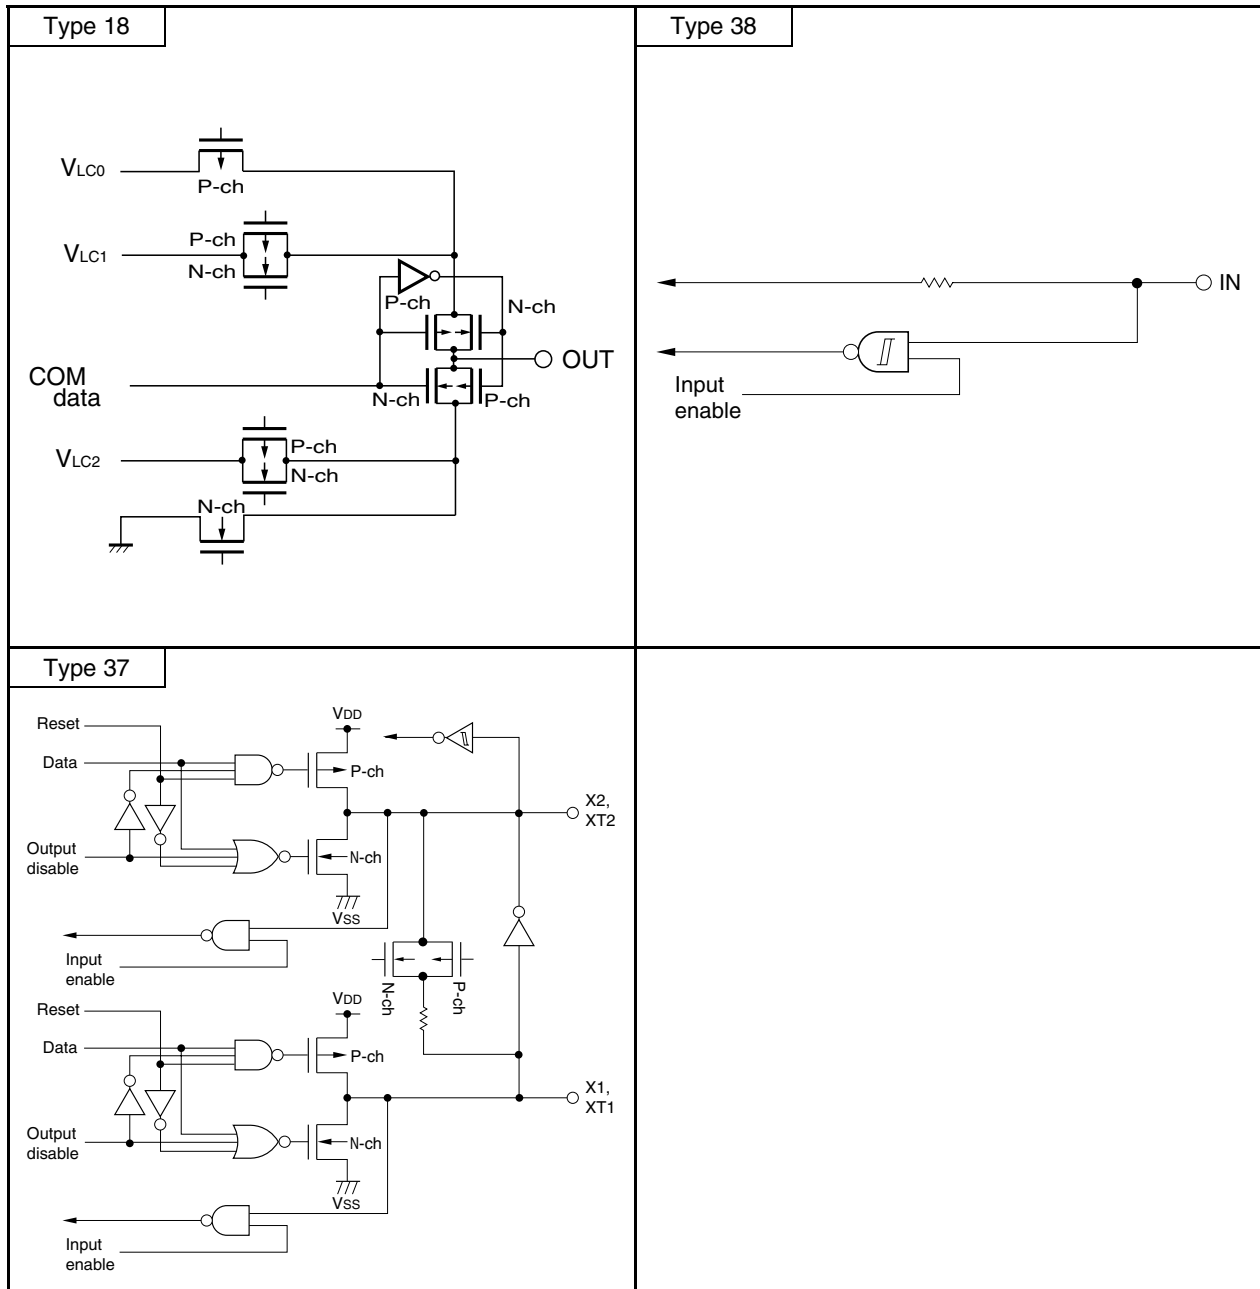 Type 18
VLC0
P-ch
VLC1
P-ch
N-ch
P-ch
N-ch
COM
data
OUT
N-ch
P-ch
VLC2
P-ch
N-ch
N-ch
Type 38
IN
Input
enable
Type 37
Reset
Data
Output
disable
VDD
P-ch
N-ch
VSS
X2,
XT2
Input
enable
N-ch
P-ch
Reset
Data
Output
disable
VDD
P-ch
N-ch
VSS
X1,
XT1
Input
enable